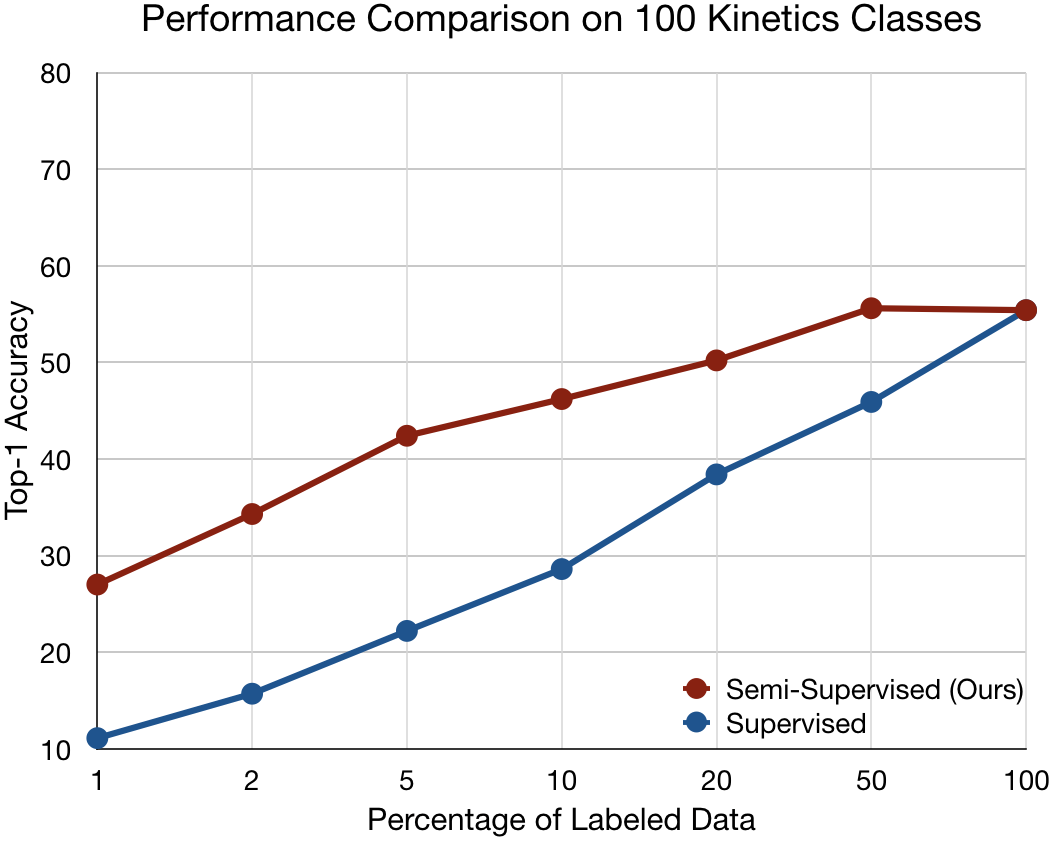 Performance Comparison on 100 Kinetics Classes
80
70
60
50
40
30
20
10
Top-1 Accuracy
Semi-Supervised (Ours)
Supervised
1 2 5 10 20 50 100
Percentage of Labeled Data